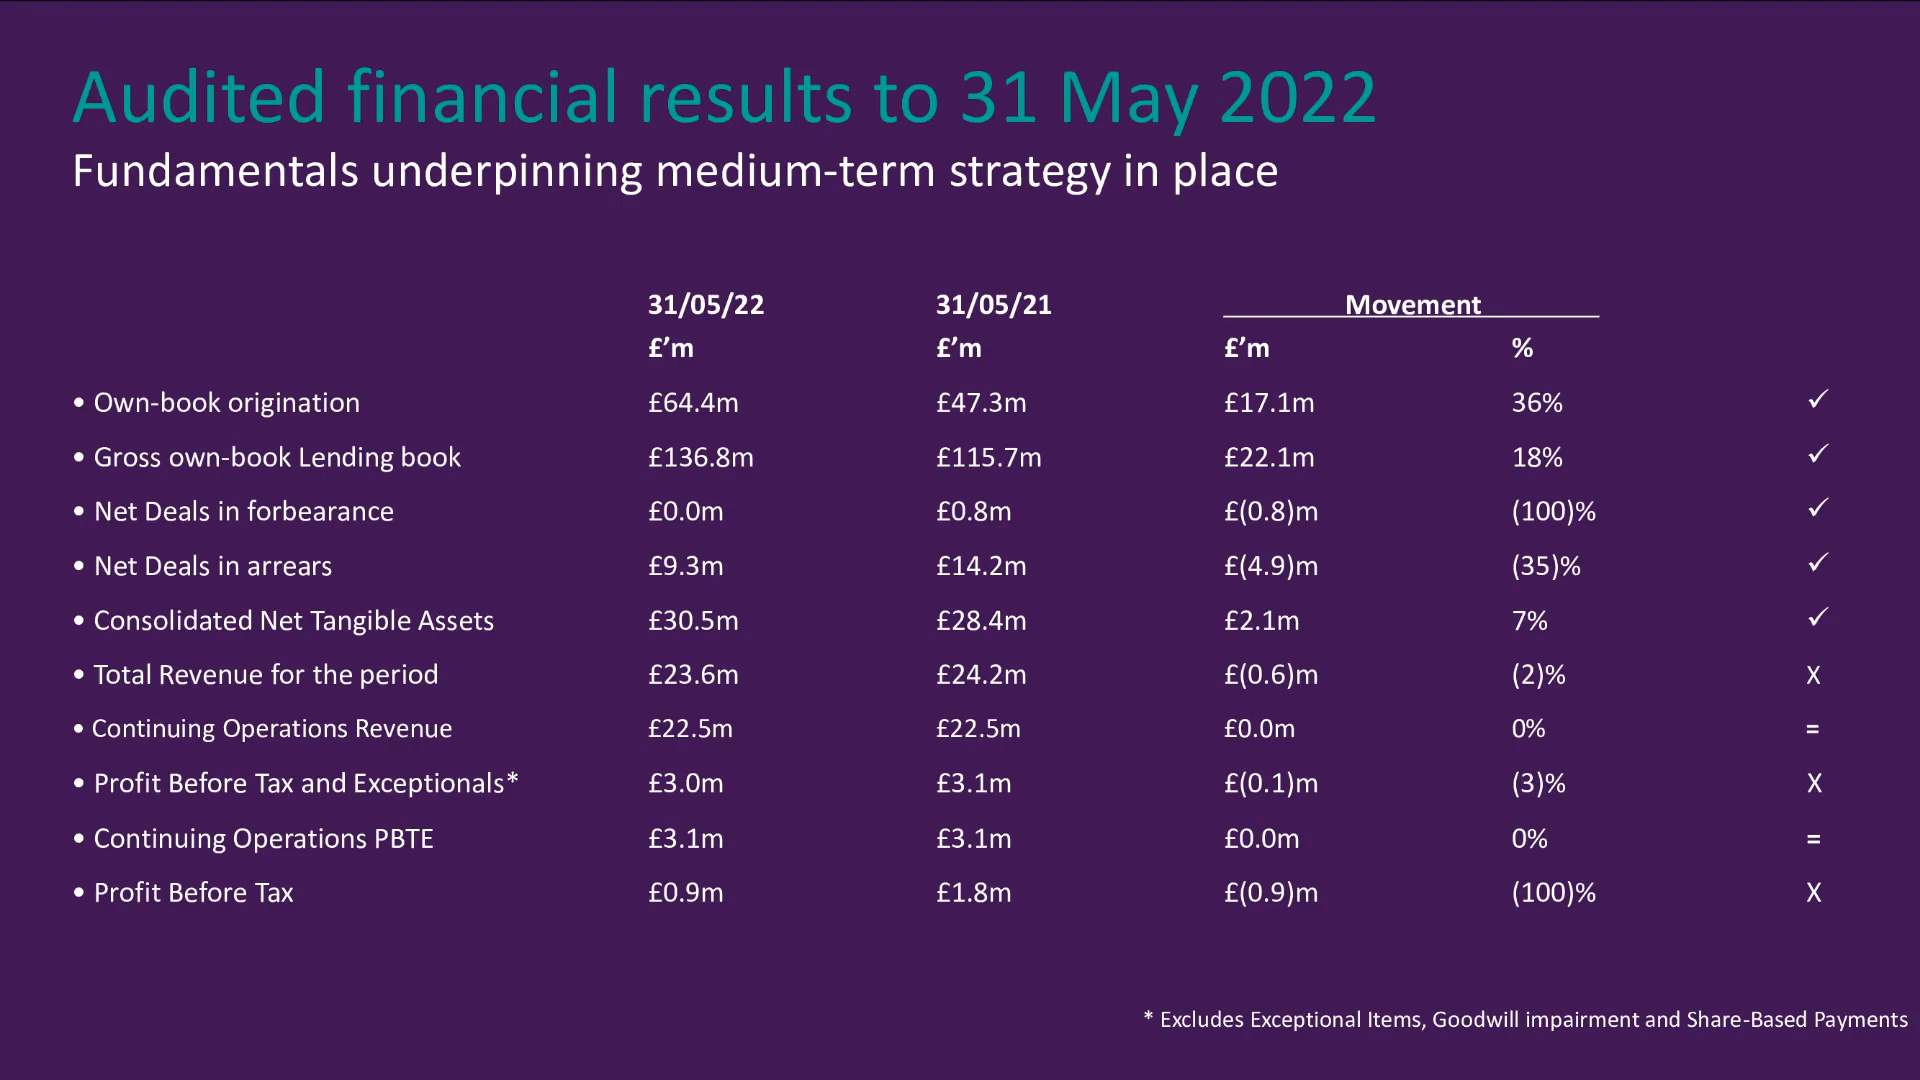 Audited financial results to 31 May 2022
Fundamentals underpinning medium-term strategy in place
31/05/22 31/05/21 Movement
£’m £’m £’m %
• Own-book origination £64.4m £47.3m £17.1m 36% ✓
• Gross own-book Lending book £136.8m £115.7m £22.1m 18% ✓
• Net Deals in forbearance £0.0m £0.8m £(0.8)m (100)% ✓
• Net Deals in arrears £9.3m £14.2m £(4.9)m (35)% ✓
• Consolidated Net Tangible Assets £30.5m £28.4m £2.1m 7% ✓
• Total Revenue for the period £23.6m £24.2m £(0.6)m (2)% X
• Continuing Operations Revenue £22.5m £22.5m £0.0m 0% =
• Profit Before Tax and Exceptionals* £3.0m £3.1m £(0.1)m (3)% X
• Continuing Operations PBTE £3.1m £3.1m £0.0m 0% =
• Profit Before Tax £0.9m £1.8m £(0.9)m (100)% X
* Excludes Exceptional Items, Goodwill impairment and Share-Based Payments